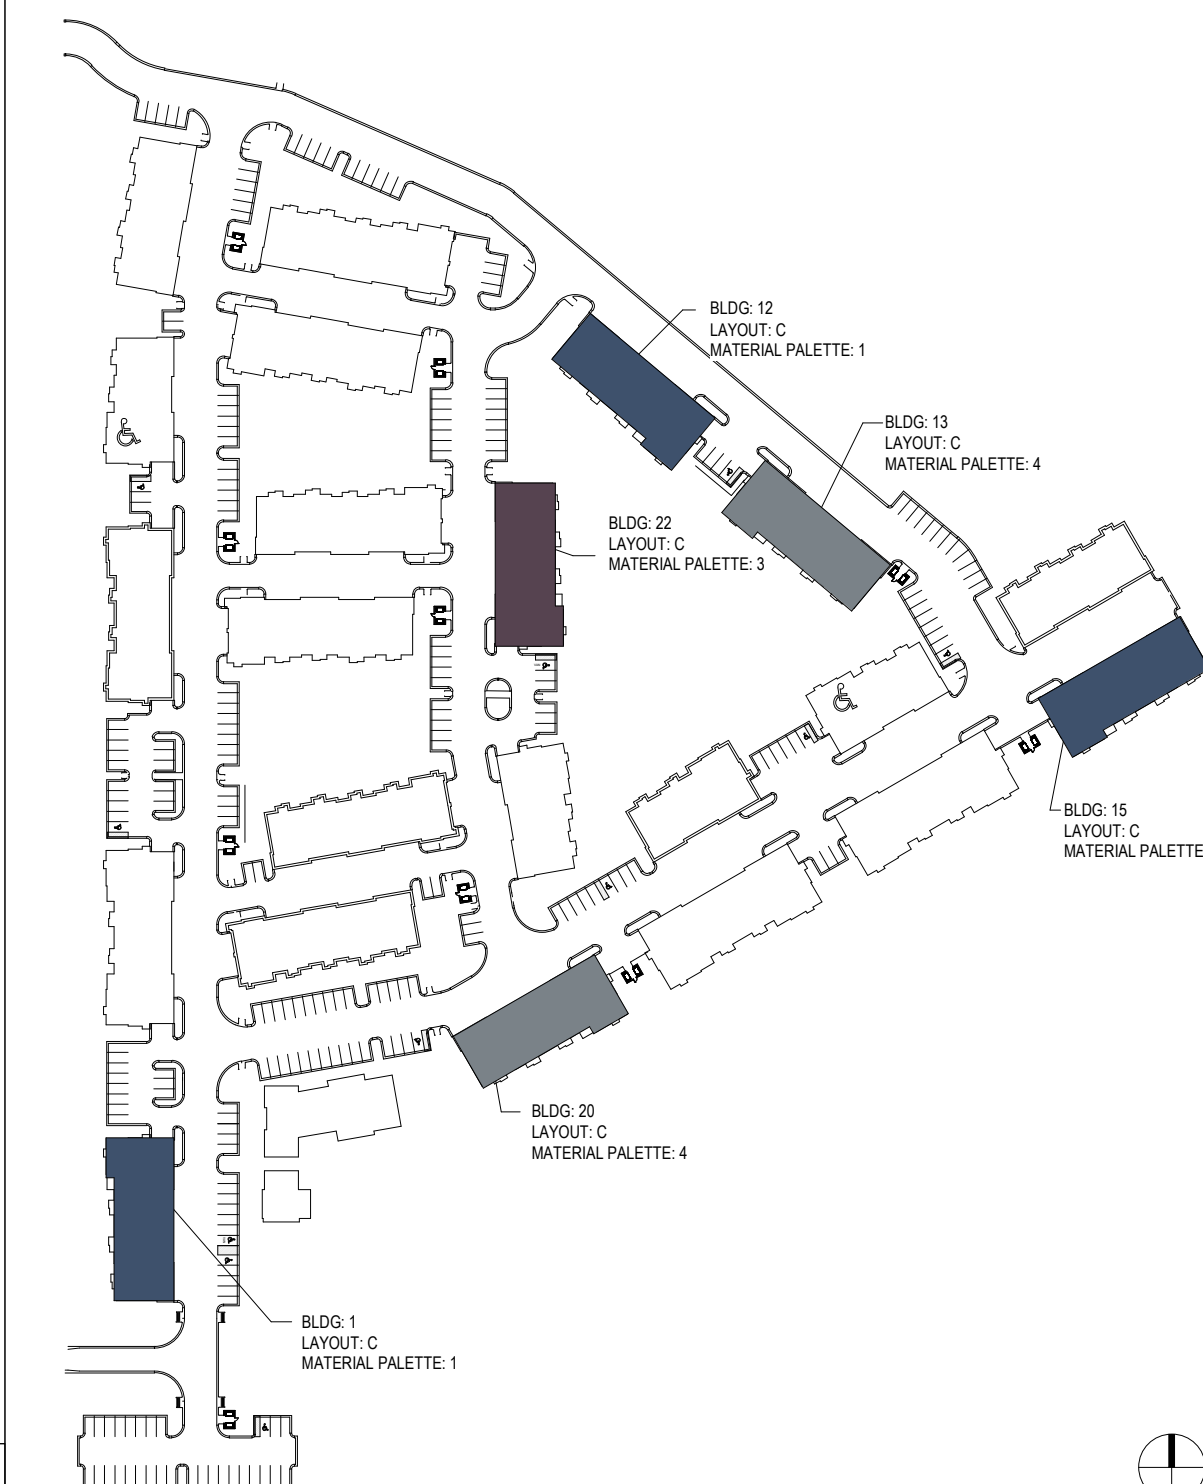 BLDG: 12
LAYOUT: C
MATERIAL PALETTE: 1
BLDG: 13
LAYOUT: C
MATERIAL PALETTE: 4
BLDG: 22
LAYOUT: C
MATERIAL PALETTE: 3
BLDG: 15
LAYOUT: C
MATERIAL PALETTE
BLDG: 20
LAYOUT: C
MATERIAL PALETTE: 4
BLDG: 1
LAYOUT: C
MATERIAL PALETTE: 1